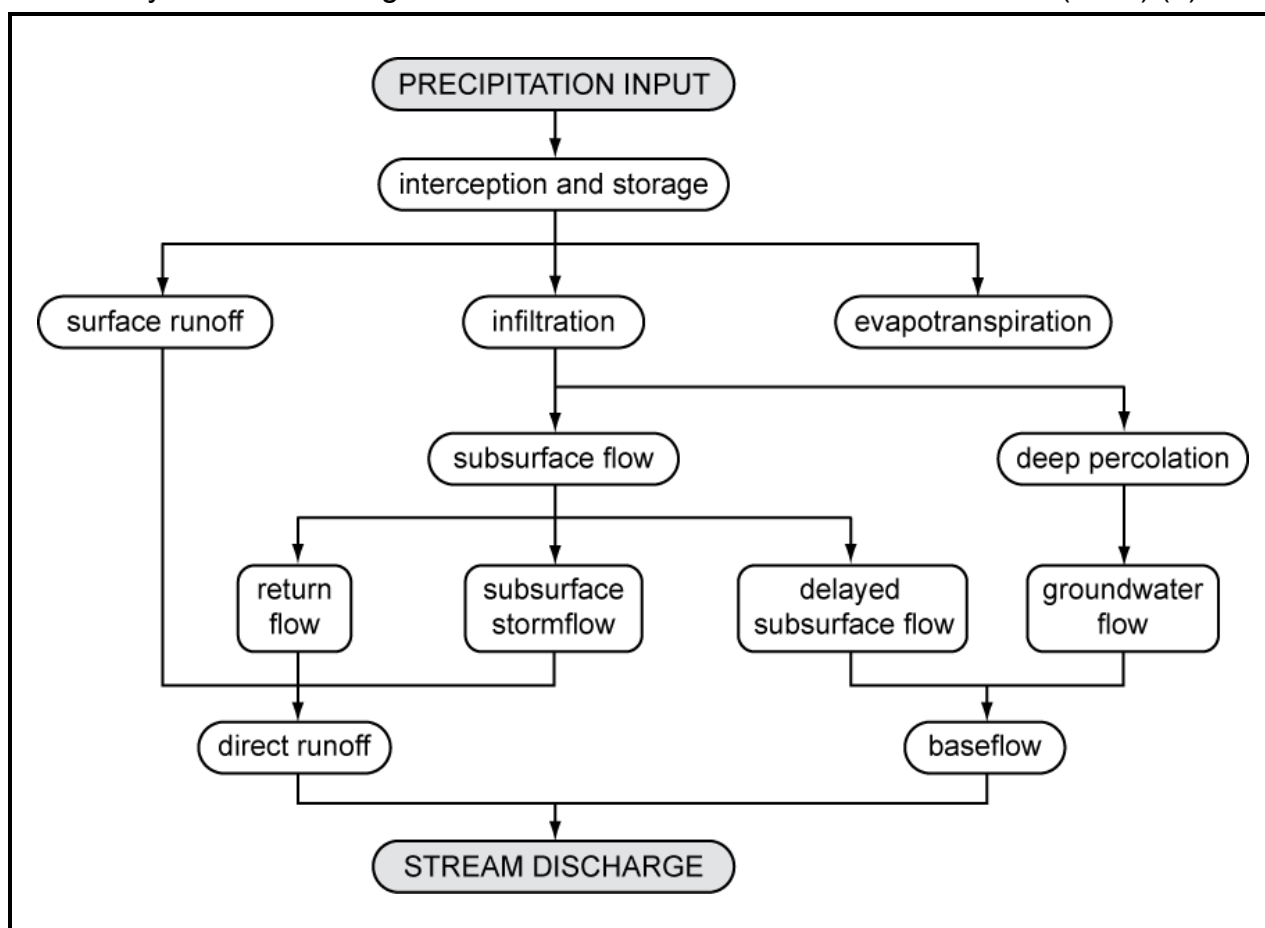 PRECIPITATION INPUT
interception and storage
surface runoff
infiltration
evapotranspiration
subsurface flow
deep percolation
return
flow
subsurface
stormflow
delayed
subsurface flow
groundwater
flow
direct runoff
baseflow
STREAM DISCHARGE